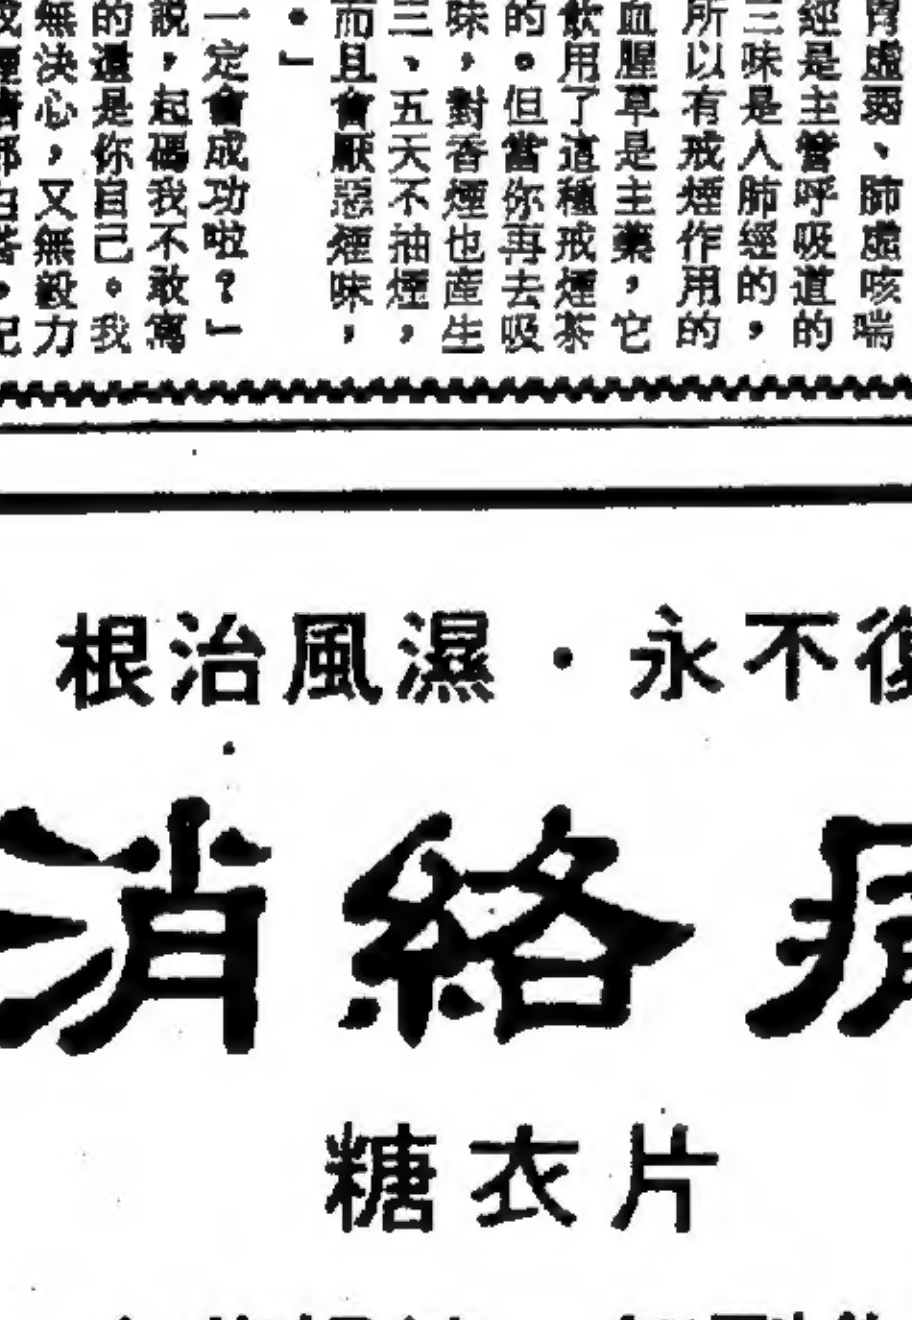 胃虛弱、肺虛咳喘
經是主管呼吸道的
三味是入肺經的，
所以有戒煙作用的
血腥草是主藥，它
飲用了這種戒煙茶
的。但當你再去吸
味，對香煙也産生
三、五天不抽煙，
而且會厭惡煙味，
。」
一定會成功啦？」
說，起碼我不敢寫
的還是你自己。我
無決心，又無毅力
根治風濕·永不復
消絡痛
糖衣片